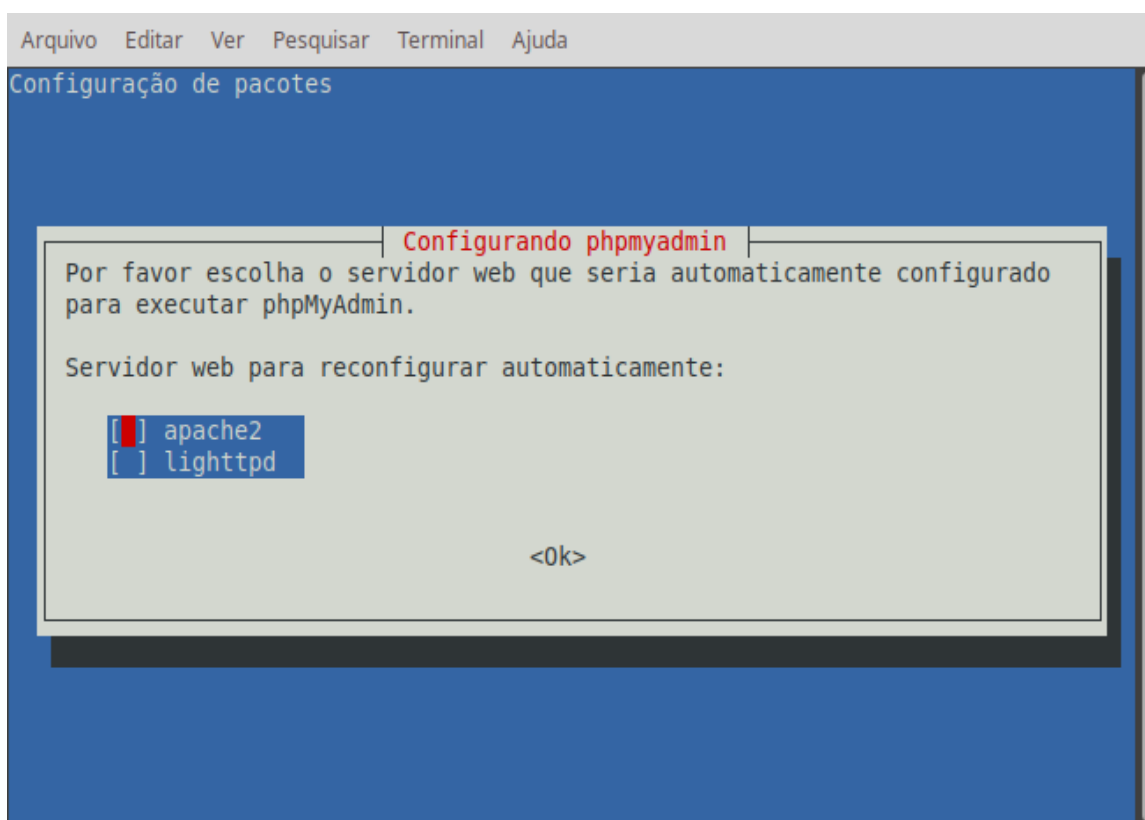 Arquivo Editar Ver Pesquisar Terminal Ajuda
Configuração de pacotes
Configurando phpmyadmin
Por favor escolha o servidor web que seria automaticamente configurado
para executar phpMyAdmin.
Servidor web para reconfigurar automaticamente:
[ ] apache2
[ ] lighttpd
<Ok>